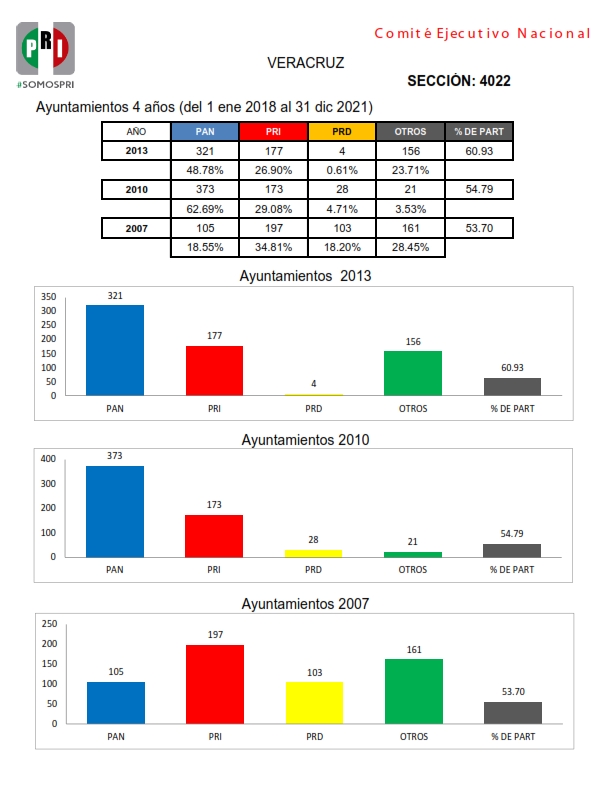 Comité Ejecutivo Nacional
PRI
#SOMOSPRI
VERACRUZ
SECCIÓN: 4022
Ayuntamientos 4 años (del 1 ene 2018 al 31 dic 2021)
AÑO PAN PRI PRD OTROS % DE PART
2013 321 177 4 156 60.93
48.78% 26.90% 0.61% 23.71%
2010 373 173 28 21 54.79
62.69% 29.08% 4.71% 3.53%
2007 105 197 103 161 53.70
18.55% 34.81% 18.20% 28.45%
Ayuntamientos 2013
350
300
250
200
150
100
50
0
321
177
4
156
60.93
PAN PRI PRD OTROS % DE PART
Ayuntamientos 2010
400
300
200
100
0
373
173
28
21
54.79
PAN PRI PRD OTROS % DE PART
Ayuntamientos 2007
250
200
150
100
50
0
105
197
103
161
53.70
PAN PRI PRD OTROS % DE PART